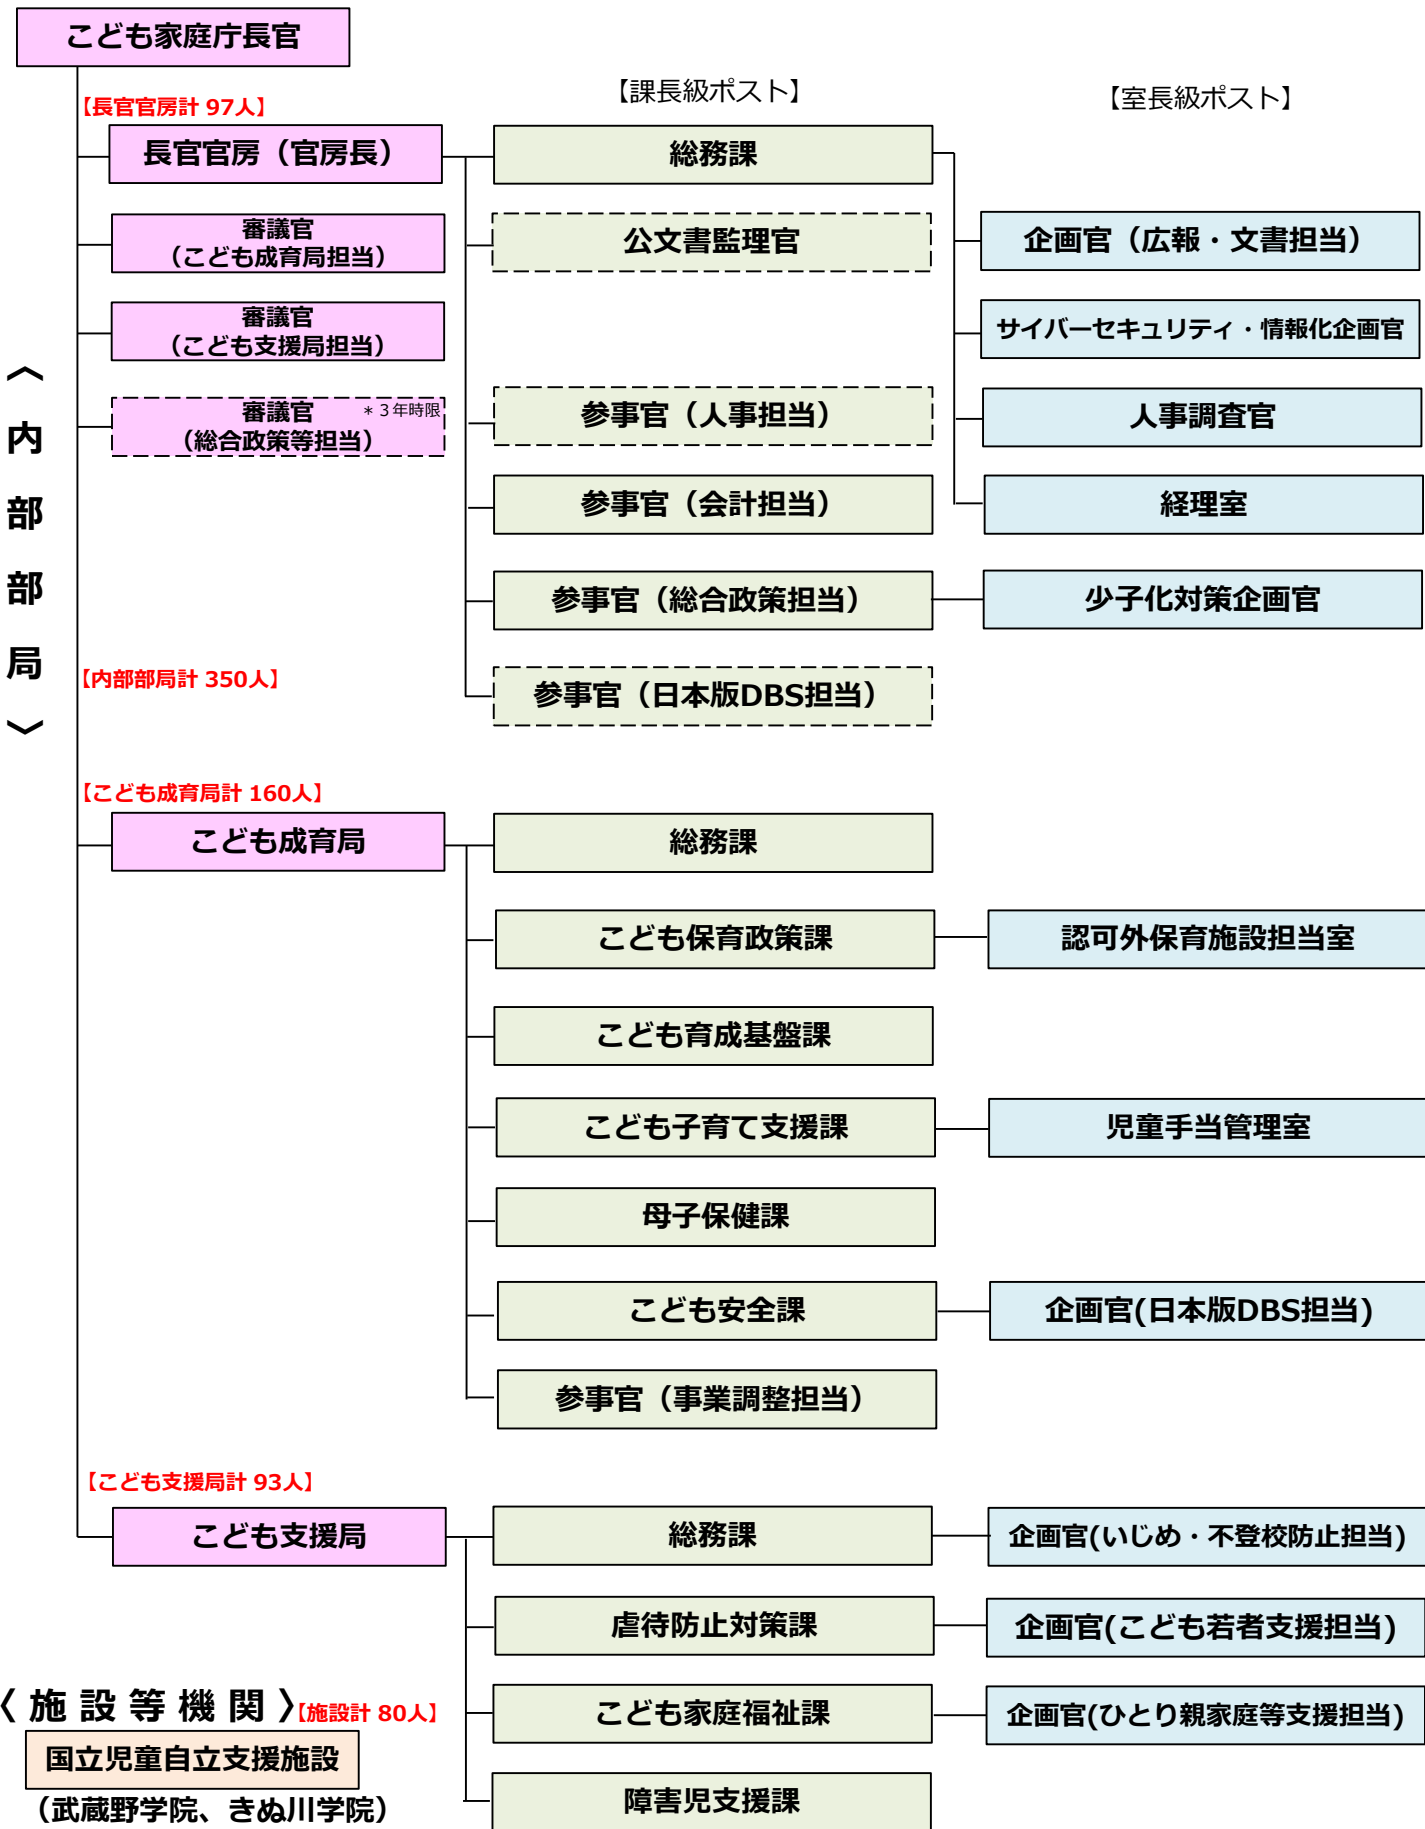 こども家庭庁長官
【長官官房計 97人】
【課長級ポスト】
【室長級ポスト】
長官官房（官房長）
総務課
審議官
（こども成育局担当）
公文書監理官
企画官（広報・文書担当）
審議官
（こども支援局担当）
サイバーセキュリティ・情報化企画官
審議官
＊３年時限
（総合政策等担当）
参事官（人事担当）
人事調査官
参事官（会計担当）
経理室
参事官（総合政策担当）
少子化対策企画官
〈内部部局〉
【内部部局計 350人】
参事官（日本版DBS担当）
【こども成育局計 160人】
こども成育局
総務課
こども保育政策課
認可外保育施設担当室
こども育成基盤課
こども子育て支援課
児童手当管理室
母子保健課
こども安全課
企画官(日本版DBS担当)
参事官（事業調整担当）
【こども支援局計 93人】
こども支援局
総務課
企画官(いじめ・不登校防止担当)
虐待防止対策課
企画官(こども若者支援担当)
〈 施 設 等 機 関 〉【施設計 80人】
こども家庭福祉課
企画官(ひとり親家庭等支援担当)
国立児童自立支援施設
（武蔵野学院、きぬ川学院）
障害児支援課